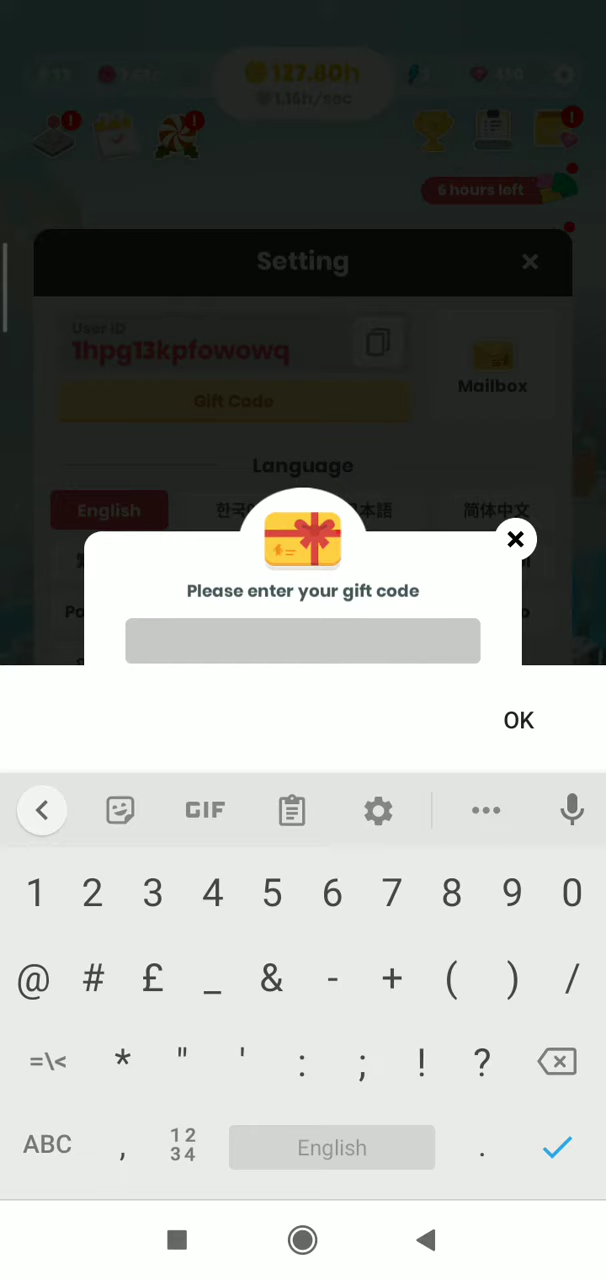 127.80h
1.16h/sec
6 hours left
Setting
User ID
1hpg13kpfowowq
Gift Code
Mailbox
Language
English
日本語
简体中文
Please enter your gift code
OK
GIF
1 2 3 4 5 6 7 8 9 0
@ # £ _ & - + ( ) /
=\< * " ' : ; ! ?
ABC , 12 34 English .